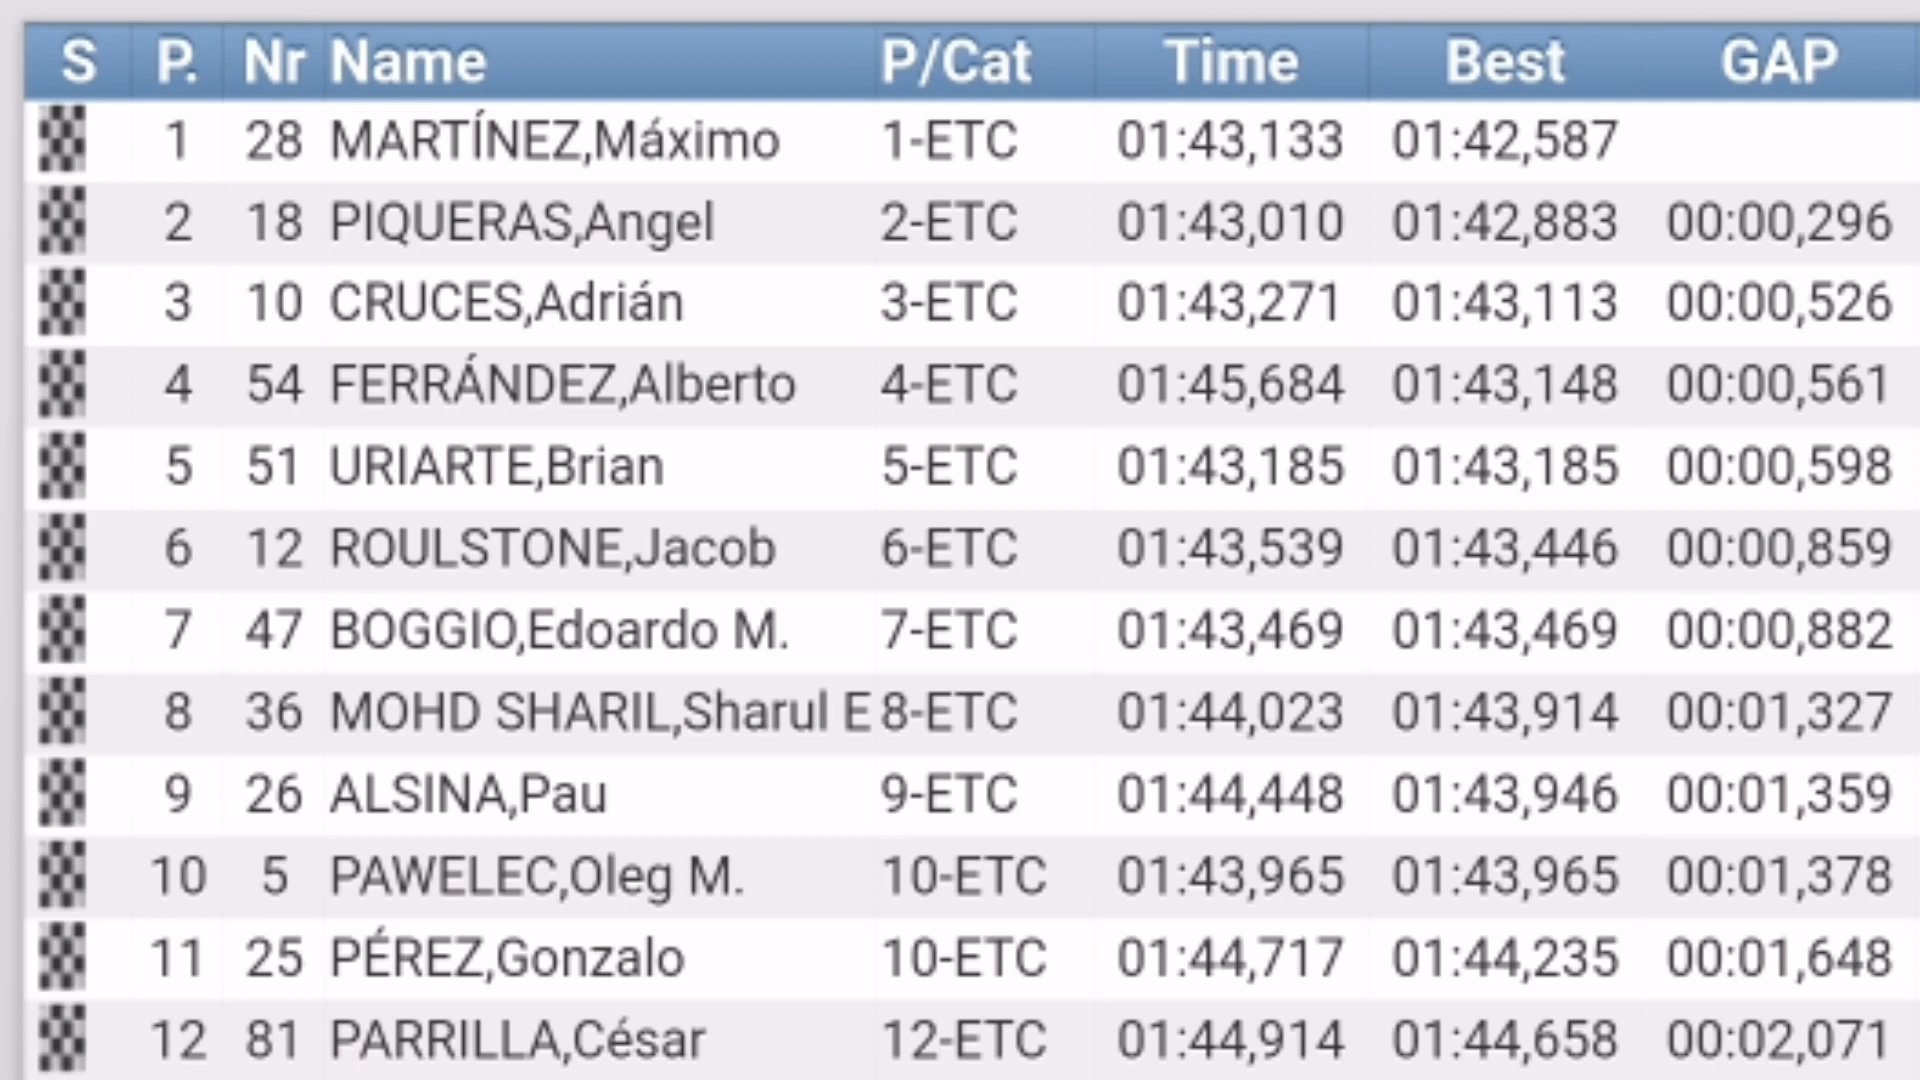 S P. Nr Name P/Cat Time Best GAP
1 28 MARTÍNEZ,Máximo 1-ETC 01:43,133 01:42,587
2 18 PIQUERAS,Angel 2-ETC 01:43,010 01:42,883 00:00,296
3 10 CRUCES,Adrián 3-ETC 01:43,271 01:43,113 00:00,526
4 54 FERRÁNDEZ,Alberto 4-ETC 01:45,684 01:43,148 00:00,561
5 51 URIARTE,Brian 5-ETC 01:43,185 01:43,185 00:00,598
6 12 ROULSTONE,Jacob 6-ETC 01:43,539 01:43,446 00:00,859
7 47 BOGGIO,Edoardo M. 7-ETC 01:43,469 01:43,469 00:00,882
8 36 MOHD SHARIL,Sharul E 8-ETC 01:44,023 01:43,914 00:01,327
9 26 ALSINA,Pau 9-ETC 01:44,448 01:43,946 00:01,359
10 5 PAWELEC,Oleg M. 10-ETC 01:43,965 01:43,965 00:01,378
11 25 PÉREZ,Gonzalo 10-ETC 01:44,717 01:44,235 00:01,648
12 81 PARRILLA,César 12-ETC 01:44,914 01:44,658 00:02,071